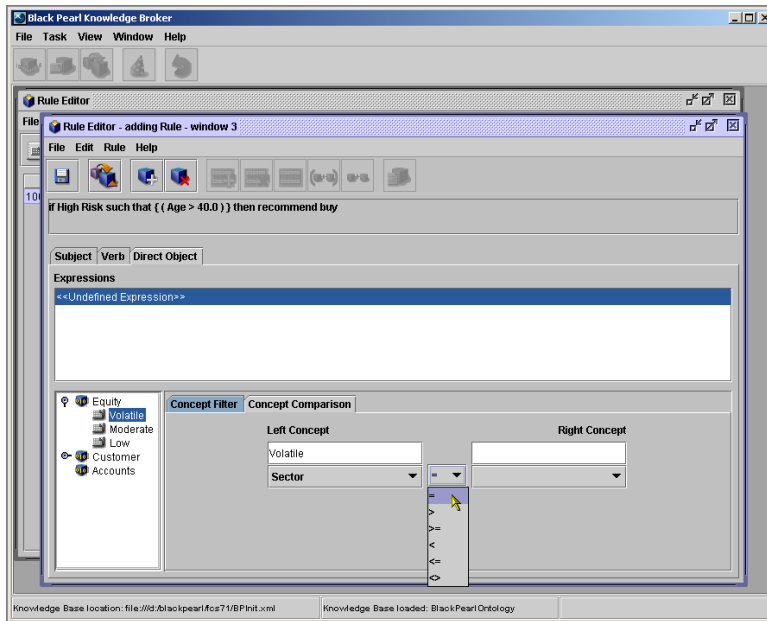 Black Pearl Knowledge Broker
File Task View Window Help
Rule Editor
File
Rule Editor - adding Rule - window 3
File Edit Rule Help
10
if High Risk such that { ( Age > 40.0 ) } then recommend buy
Subject Verb Direct Object
Expressions
<<Undefined Expression>>
Equity
Volatile
Moderate
Low
Customer
Accounts
Concept Filter Concept Comparison
Left Concept Right Concept
Volatile
Sector =
=
>
>=
<
<=
<>
Knowledge Base location: file:///d:/blackpearl/fcs71/BPInit.xml Knowledge Base loaded: BlackPearlOntology